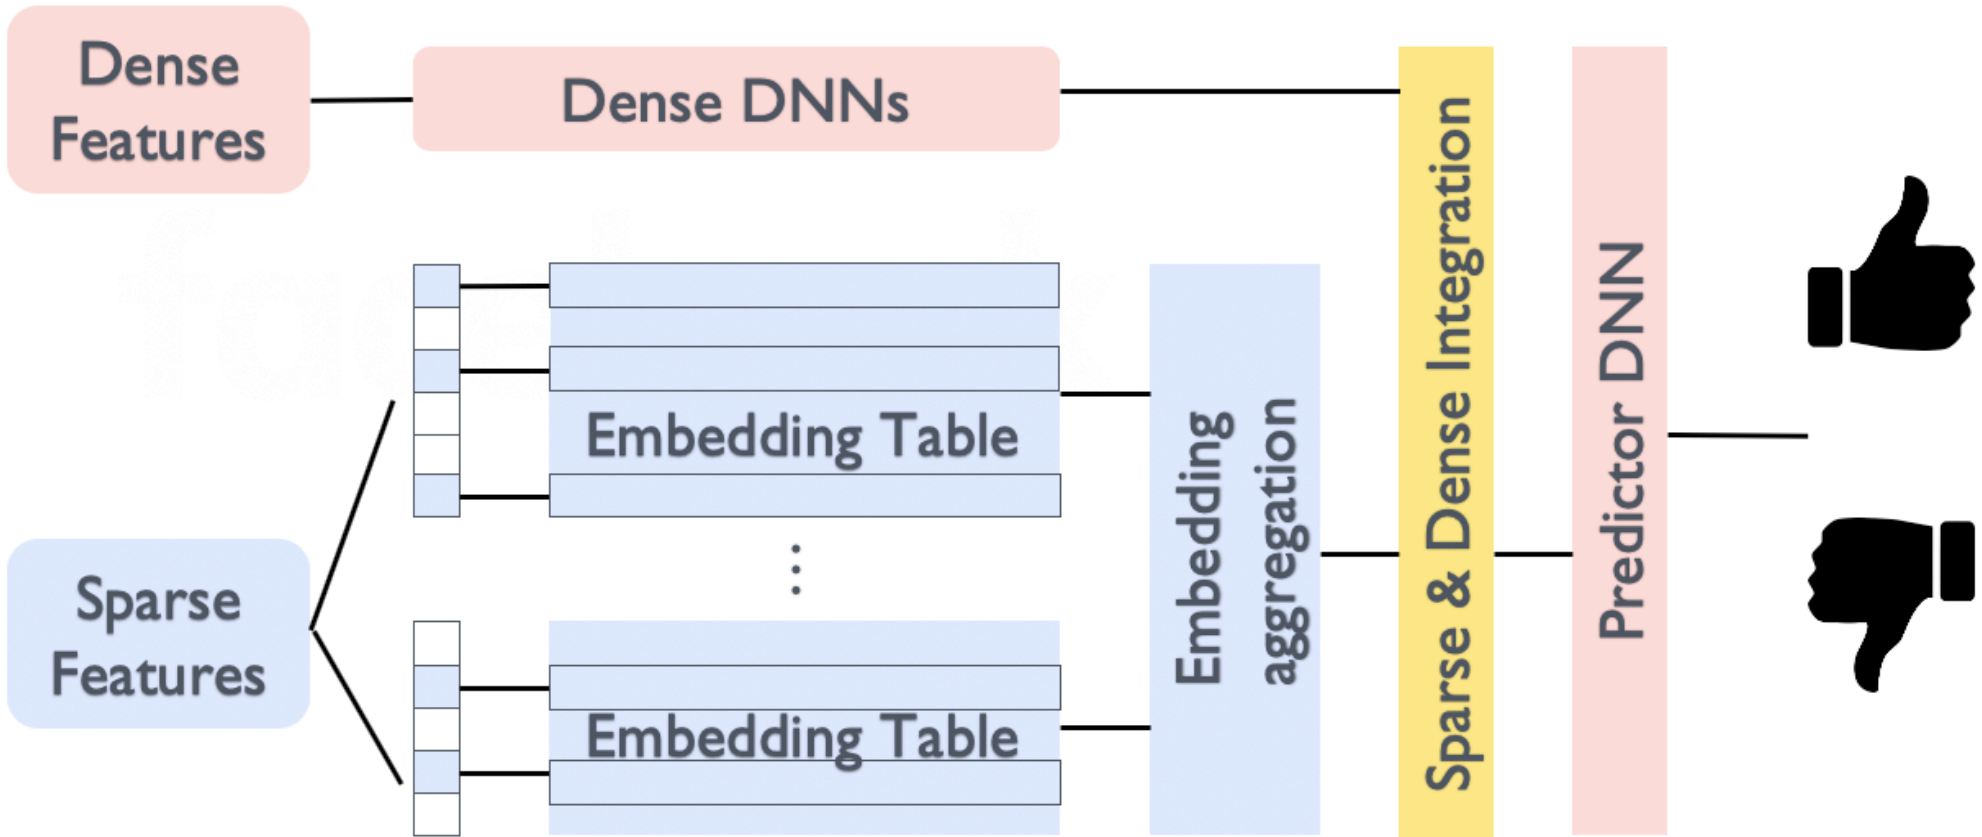 Dense
Features
Dense DNNs
Embedding Table
Sparse
Features
Embedding Table
Embedding
aggregation
Sparse & Dense Integration
Predictor DNN